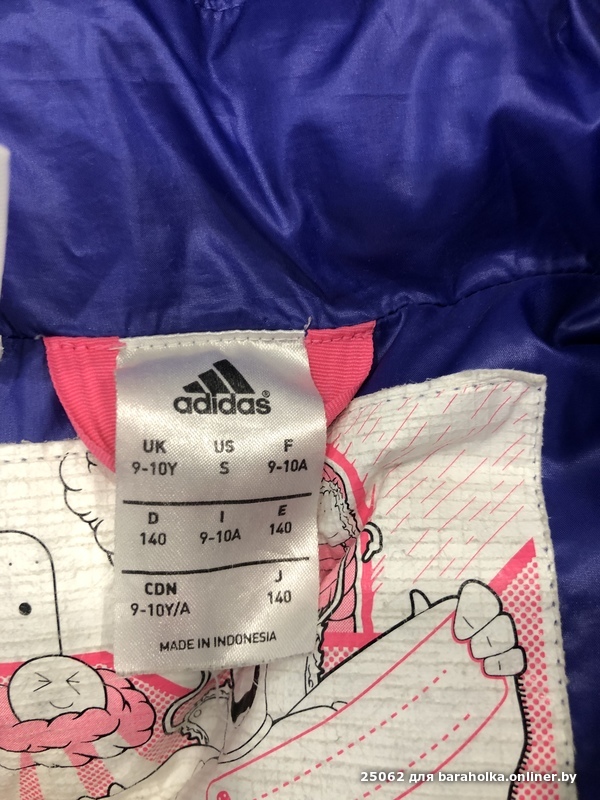 adidas®
UK US F
9-10Y S 9-10A
D I E
140 9-10A 140
CDN J
9-10Y/A 140
MADE IN INDONESIA
25062 для baraholka.onliner.by